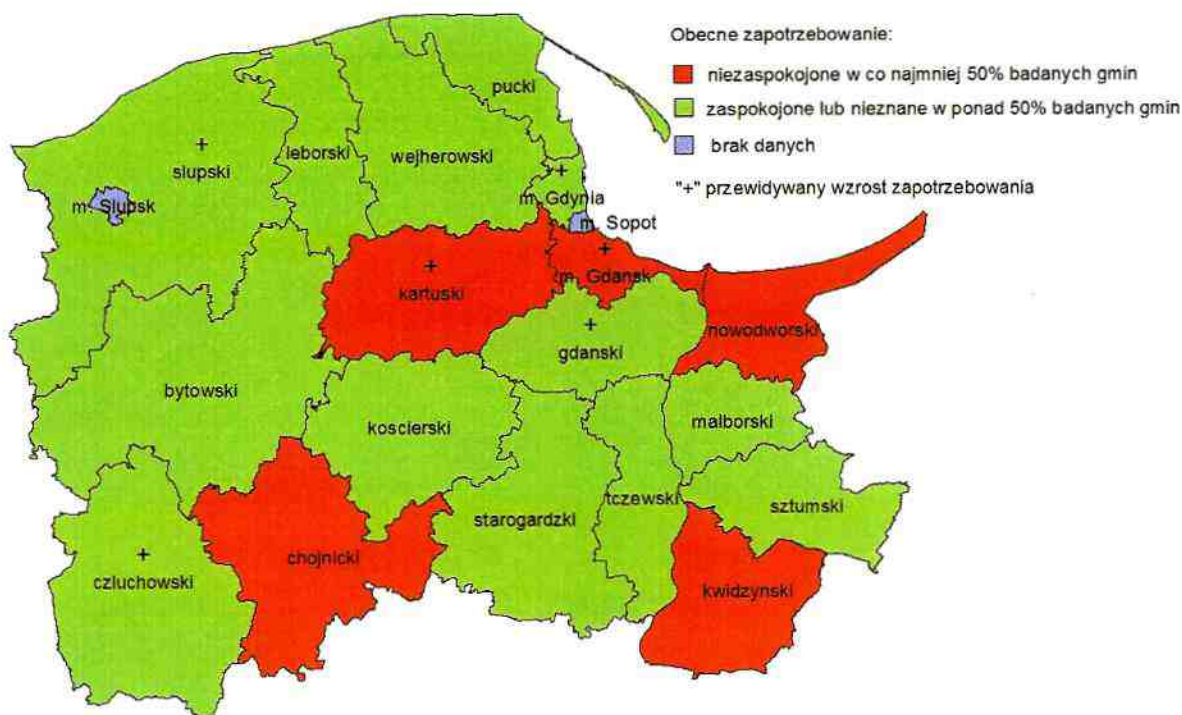 Obecne zapotrzebowanie:
niezaspokojone w co najmniej 50% badanych gmin
zaspokojone lub nieznane w ponad 50% badanych gmin
brak danych
"+" przewidywany wzrost zapotrzebowania
pucki
+
slupski
leborski
wejherowski
+
m. Gdynia
m. Slupsk
m. Sopot
+
kartuski
+
m. Gdansk
nowodworski
+
gdanski
bytowski
koscierski
malborski
tczewski
sztumski
starogardzki
+
czluchowski
chojnicki
kwidzynski